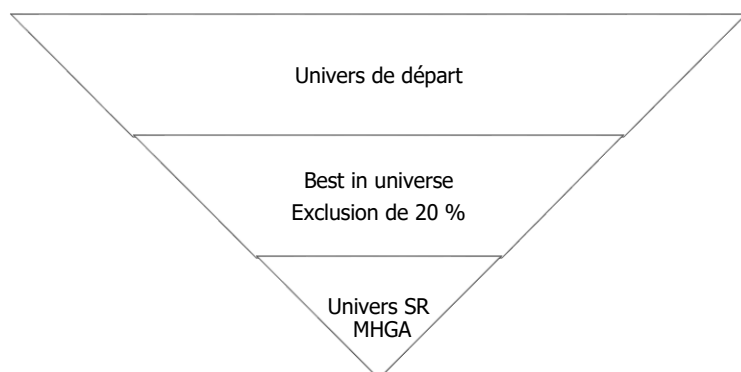 Univers de départ
Best in universe
Exclusion de 20 %
Univers SR
MHGA